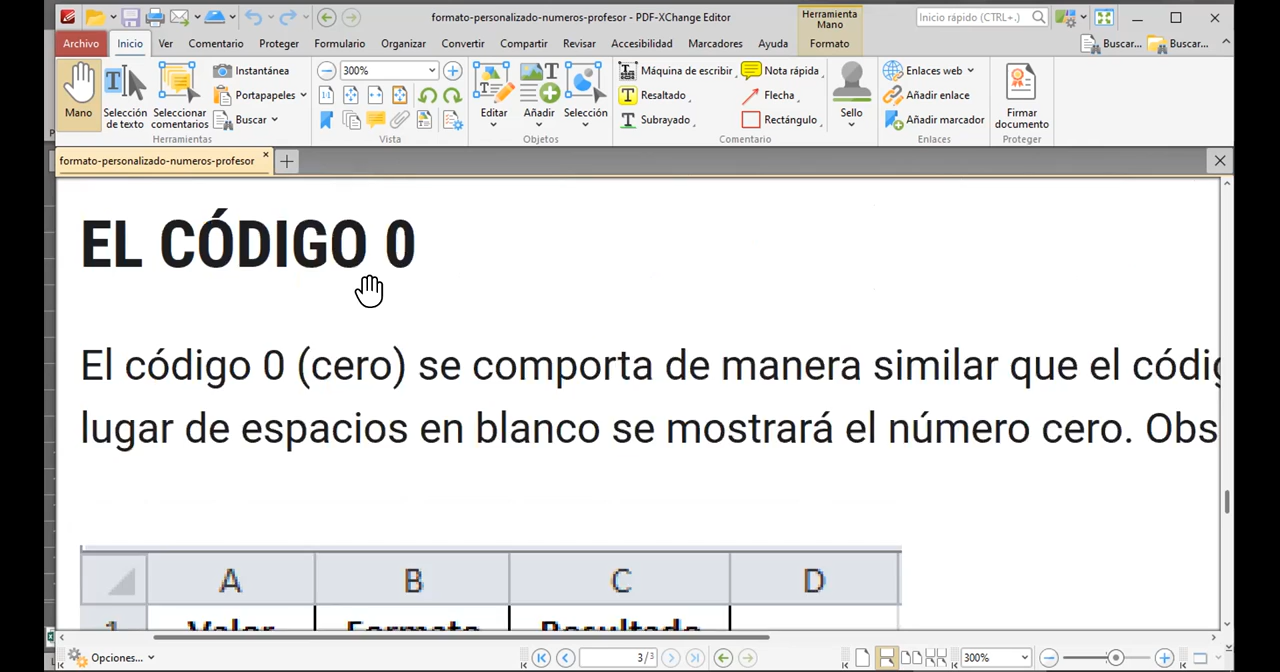 formato-personalizado-numeros-profesor - PDF-XChange Editor
Herramienta
Mano
Inicio rápido (CTRL+.)
Archivo Inicio Ver Comentario Proteger Formulario Organizar Convertir Compartir Revisar Accesibilidad Marcadores Ayuda Formato Buscar... Buscar...
Mano
Selección
de texto
Seleccionar
comentarios
Instantánea
Portapapeles
Buscar
Herramientas
300%
Vista
Editar
Añadir
Selección
Objetos
Máquina de escribir
Resaltado
Subrayado
Nota rápida
Flecha
Rectángulo
Comentario
Sello
Enlaces web
Añadir enlace
Añadir marcador
Enlaces
Firmar
documento
Proteger
formato-personalizado-numeros-profesor
EL CÓDIGO 0
El código 0 (cero) se comporta de manera similar que el códig
lugar de espacios en blanco se mostrará el número cero. Obs
A B C D
1 Valor Formato Resultado
Opciones... 3/3 300%